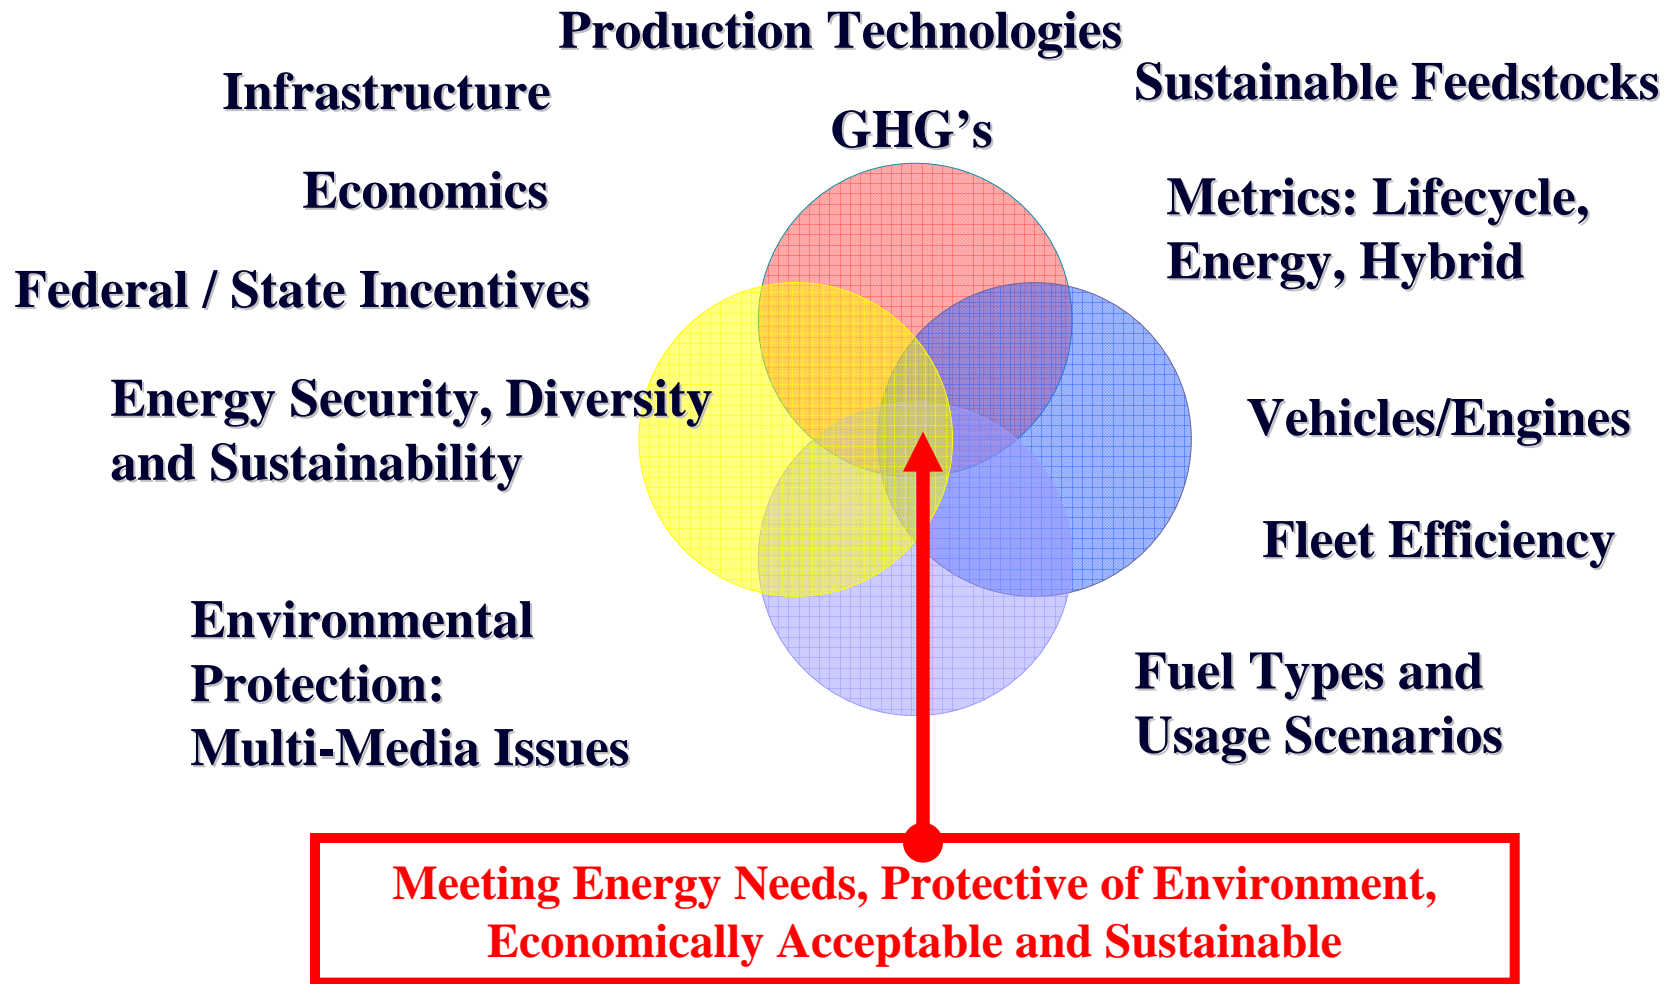 Production Technologies
Infrastructure
Sustainable Feedstocks
GHG’s
Economics
Metrics: Lifecycle,
Energy, Hybrid
Federal / State Incentives
Energy Security, Diversity
and Sustainability
Vehicles/Engines
Fleet Efficiency
Environmental
Protection:
Multi-Media Issues
Fuel Types and
Usage Scenarios
Meeting Energy Needs, Protective of Environment,
Economically Acceptable and Sustainable